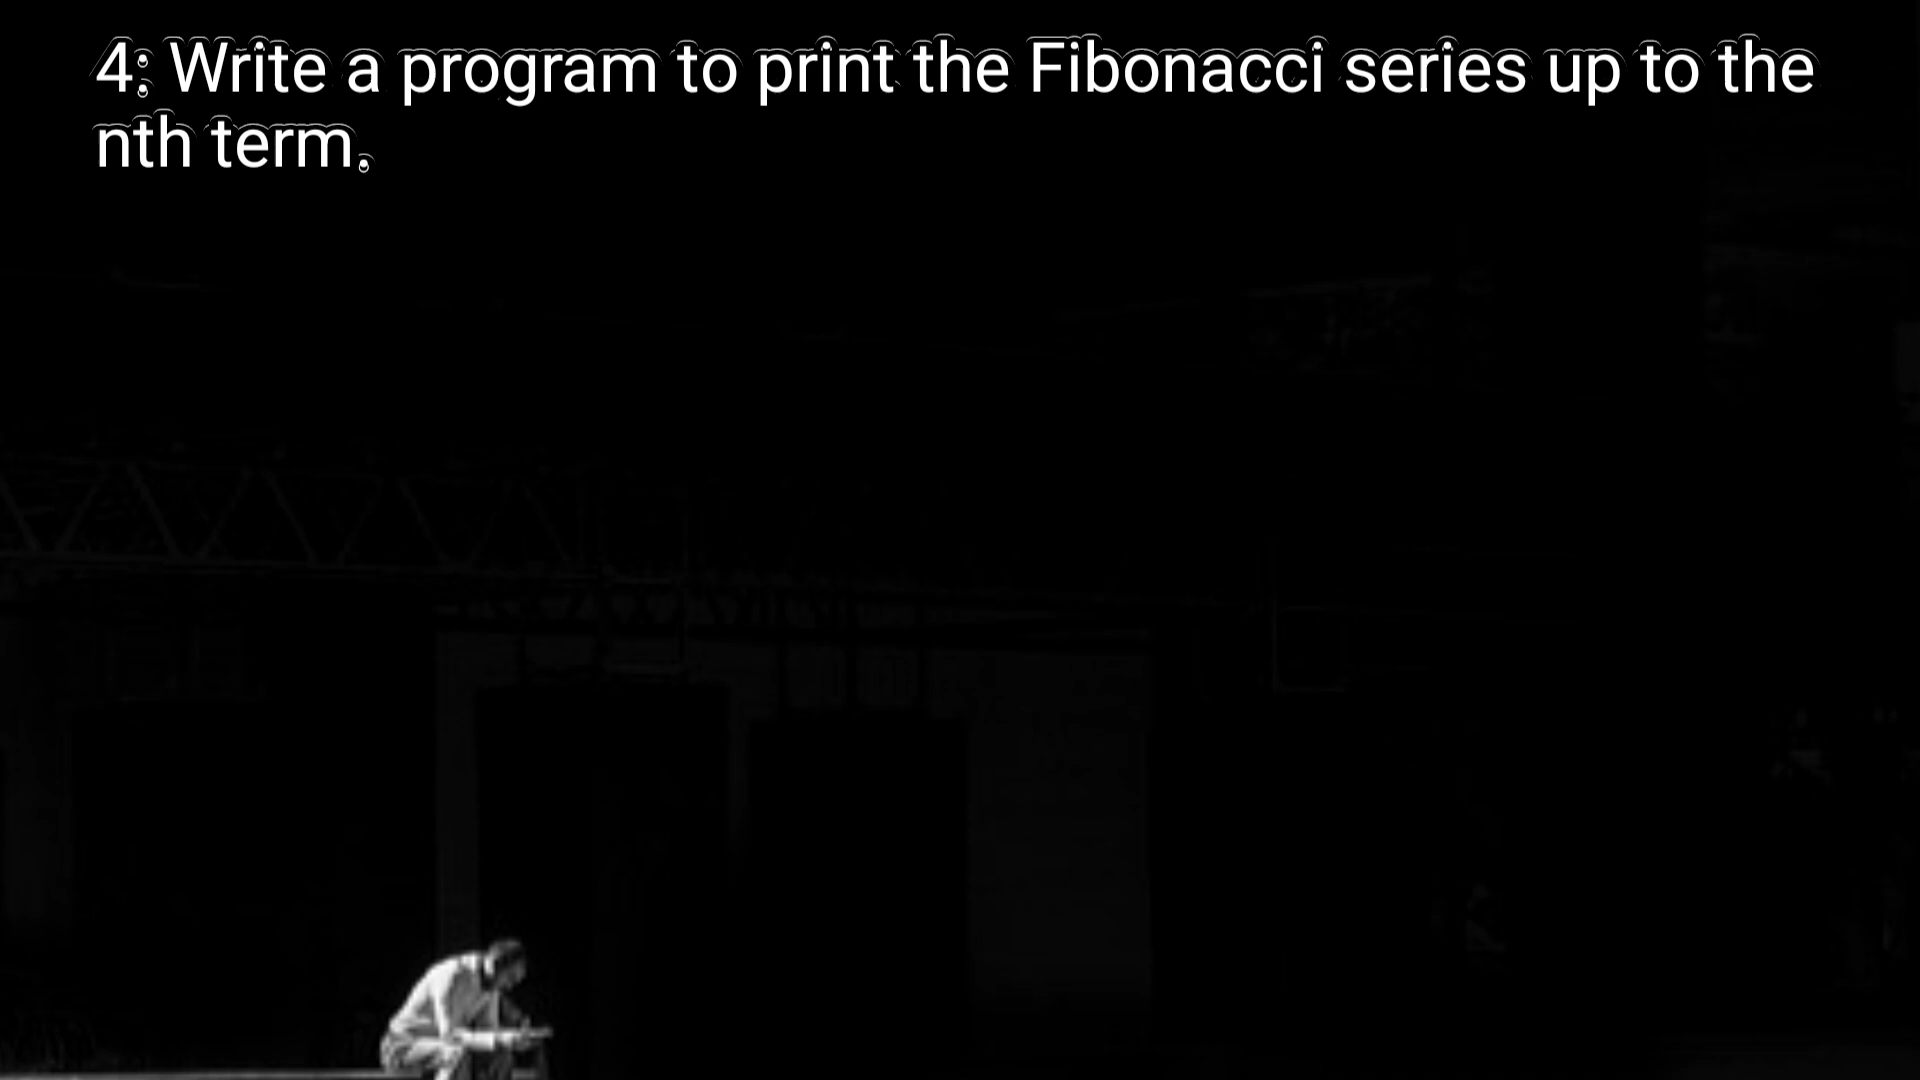 4: Write a program to print the Fibonacci series up to the
nth term.